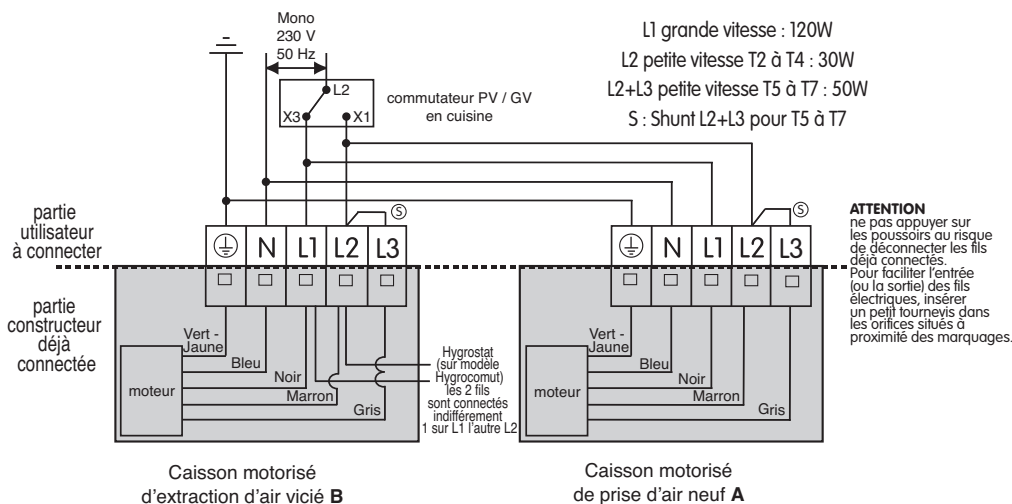 Mono
230 V
50 Hz
L2
X3
X1
commutateur PV / GV
en cuisine
L1 grande vitesse : 120W
L2 petite vitesse T2 à T4 : 30W
L2+L3 petite vitesse T5 à T7 : 50W
S : Shunt L2+L3 pour T5 à T7
partie
utilisateur
à connecter
S
N L1 L2 L3
S
N L1 L2 L3
ATTENTION
ne pas appuyer sur
les poussoirs au risque
de déconnecter les fils
déjà connectés.
Pour faciliter l'entrée
(ou la sortie) des fils
électriques, insérer
un petit tournevis dans
les orifices situés à
proximité des marquages.
partie
constructeur
déjà
connectée
moteur
Vert -
Jaune
Bleu
Noir
Marron
Gris
Hygrostat
(sur modèle
Hygrocomut)
les 2 fils
sont connectés
indifférement
1 sur L1 l'autre L2
moteur
Vert -
Jaune
Bleu
Noir
Marron
Gris
Caisson motorisé
d'extraction d'air vicié B
Caisson motorisé
de prise d'air neuf A